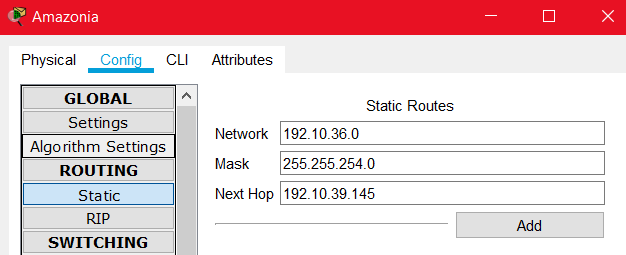 Amazonia
Physical Config CLI Attributes
GLOBAL
Settings
Algorithm Settings
ROUTING
Static
RIP
SWITCHING
Static Routes
Network 192.10.36.0
Mask 255.255.254.0
Next Hop 192.10.39.145
Add